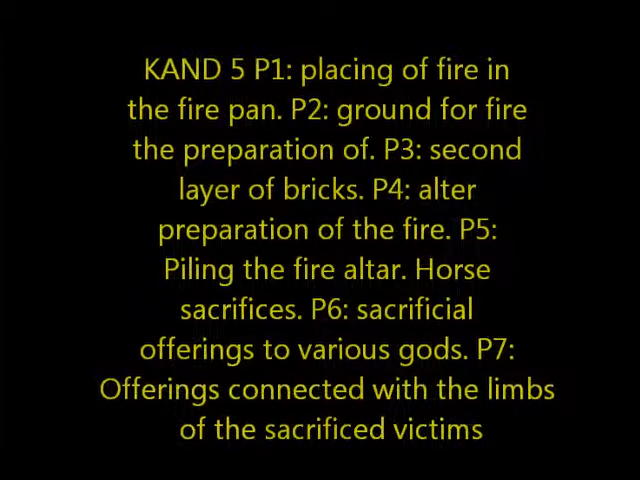 KAND 5 P1: placing of fire in
the fire pan. P2: ground for fire
the preparation of. P3: second
layer of bricks. P4: alter
preparation of the fire. P5:
Piling the fire altar. Horse
sacrifices. P6: sacrificial
offerings to various gods. P7:
Offerings connected with the limbs
of the sacrificed victims